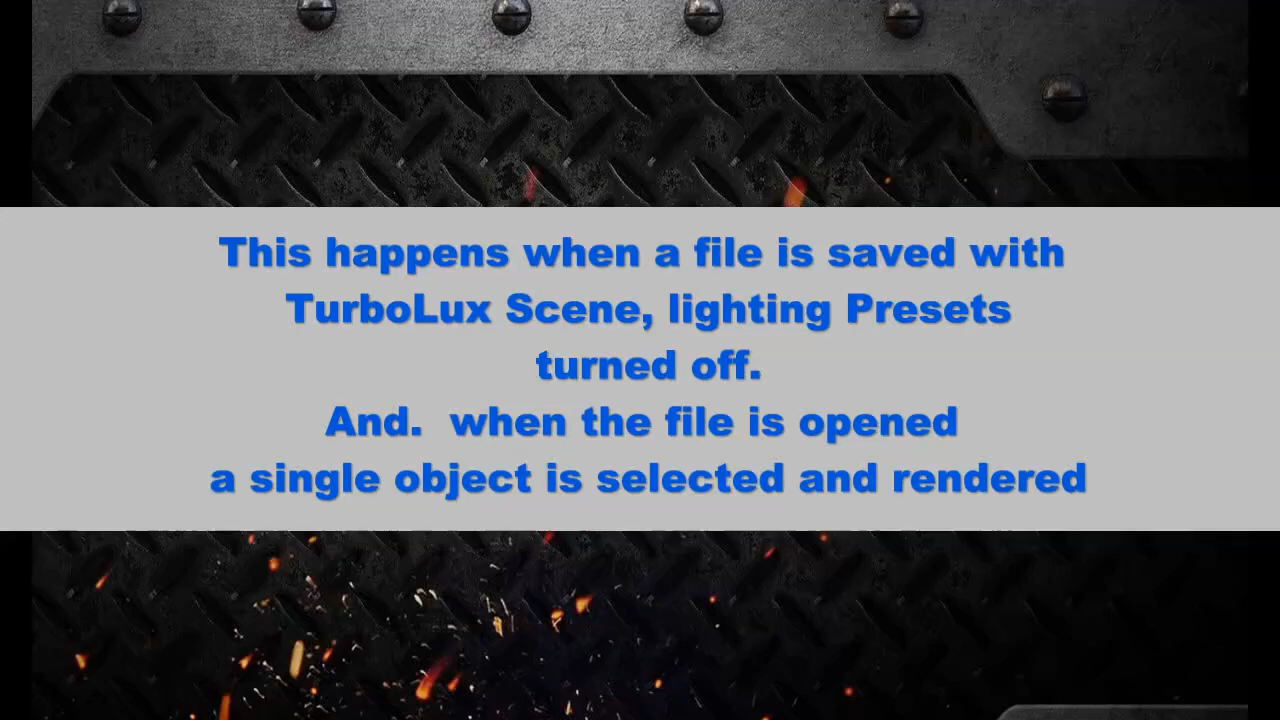 This happens when a file is saved with
TurboLux Scene, lighting Presets
turned off.
And.  when the file is opened
a single object is selected and rendered